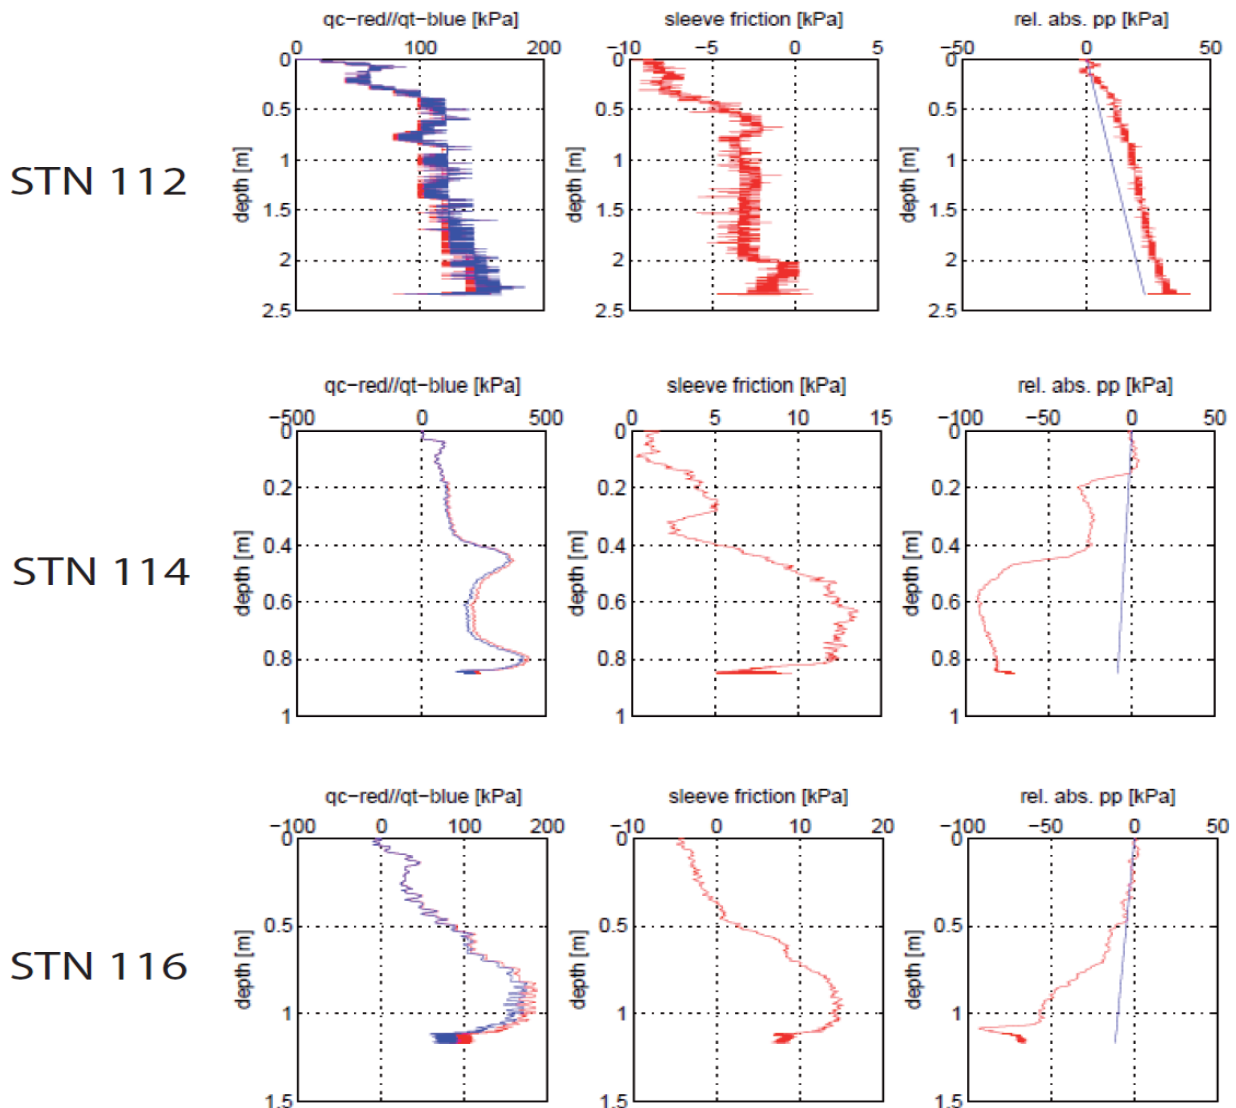 qc−red//qt−blue [kPa] sleeve friction [kPa] rel. abs. pp [kPa]
0 100 200 −10 −5 0 5 −50 0 50
0 0 0
0.5 0.5 0.5
1 1 1
1.5 1.5 1.5
2 2 2
2.5 2.5 2.5
depth [m] depth [m] depth [m]
STN 112
qc−red//qt−blue [kPa] sleeve friction [kPa] rel. abs. pp [kPa]
−500 0 500 0 5 10 15 −100 −50 0 50
0 0 0
0.2 0.2 0.2
0.4 0.4 0.4
0.6 0.6 0.6
0.8 0.8 0.8
1 1 1
depth [m] depth [m] depth [m]
STN 114
qc−red//qt−blue [kPa] sleeve friction [kPa] rel. abs. pp [kPa]
−100 0 100 200 −10 0 10 20 −100 −50 0 50
0 0 0
0.5 0.5 0.5
1 1 1
1.5 1.5 1.5
depth [m] depth [m] depth [m]
STN 116